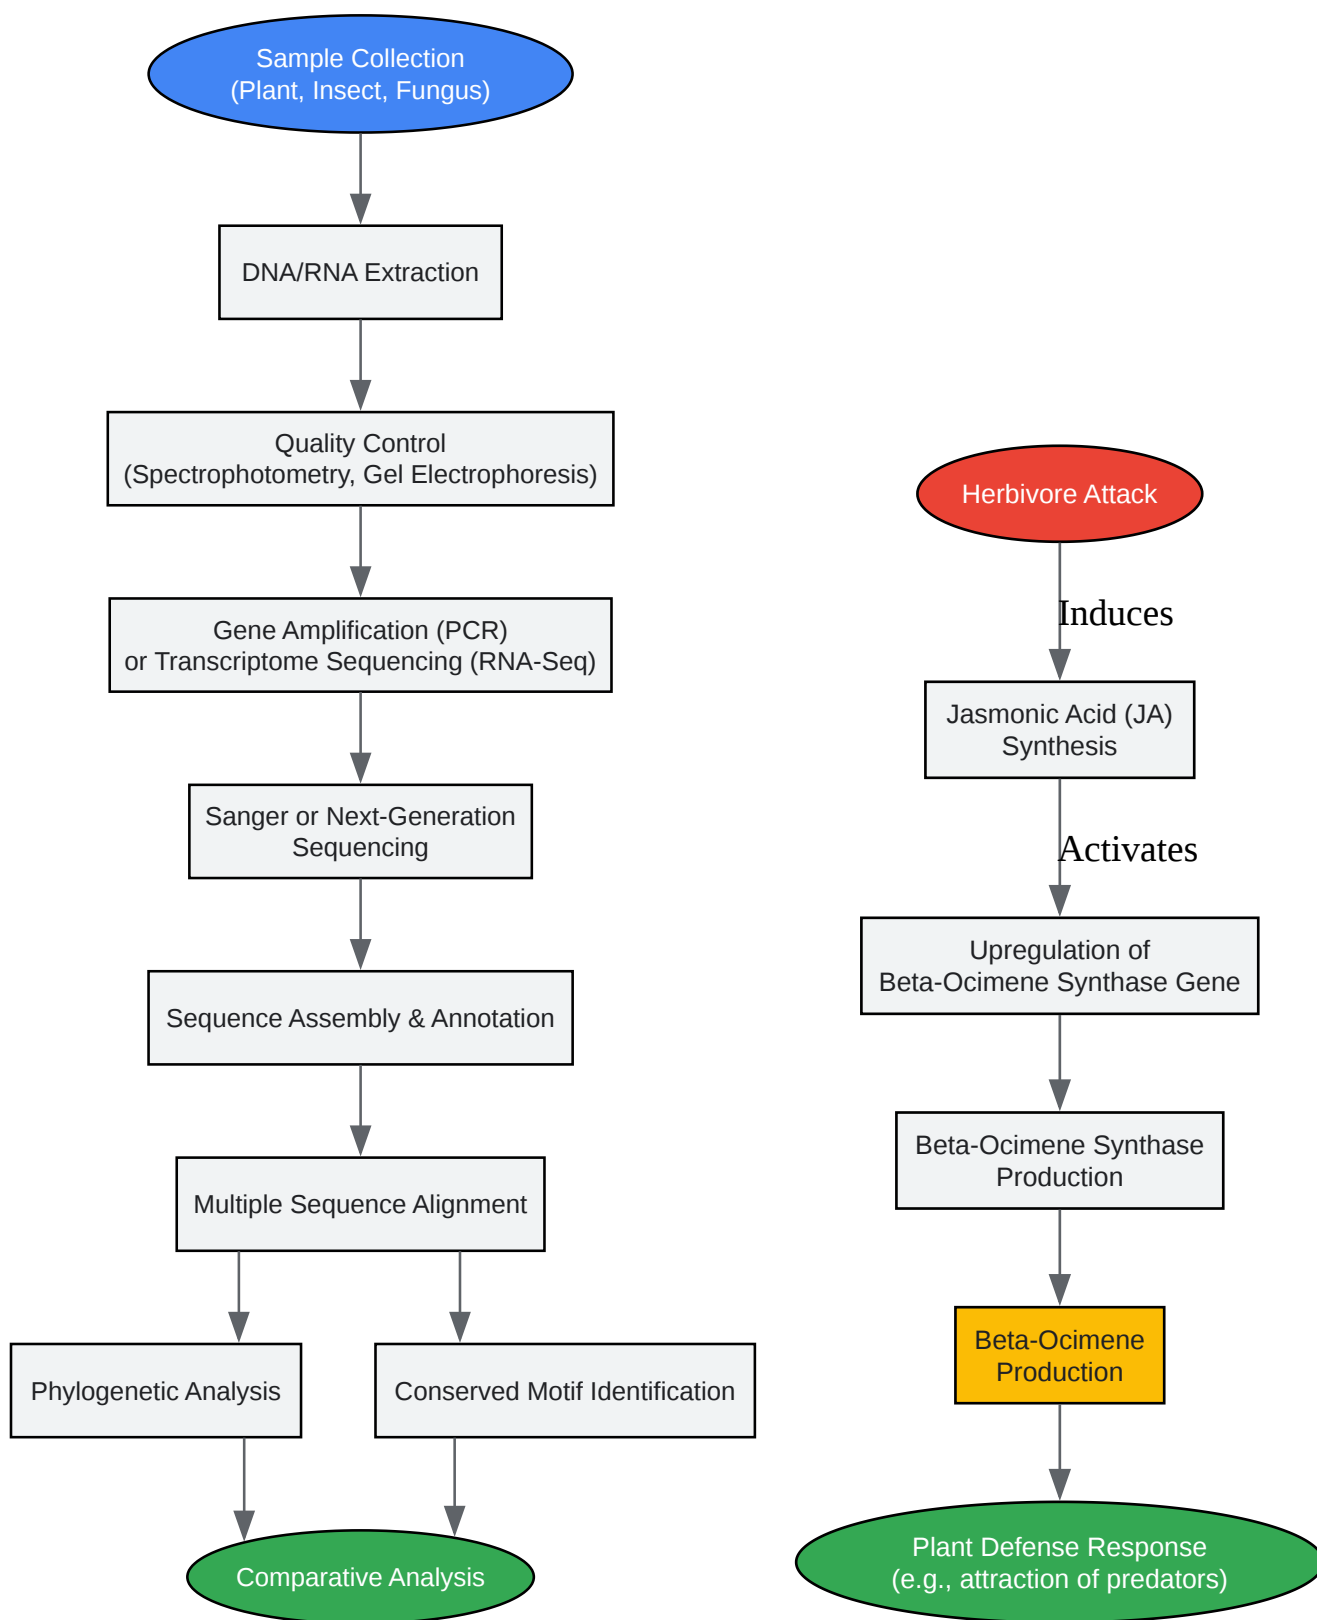 Sample Collection
(Plant, Insect, Fungus)
DNA/RNA Extraction
Quality Control
(Spectrophotometry, Gel Electrophoresis)
Gene Amplification (PCR)
or Transcriptome Sequencing (RNA-Seq)
Sanger or Next-Generation
Sequencing
Sequence Assembly & Annotation
Multiple Sequence Alignment
Phylogenetic Analysis
Conserved Motif Identification
Comparative Analysis
Herbivore Attack
Induces
Jasmonic Acid (JA)
Synthesis
Activates
Upregulation of
Beta-Ocimene Synthase Gene
Beta-Ocimene Synthase
Production
Beta-Ocimene
Production
Plant Defense Response
(e.g., attraction of predators)